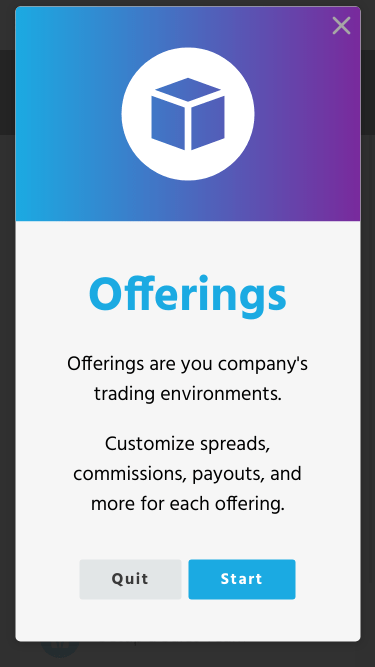 Offerings
Offerings are you company's
trading environments.
Customize spreads,
commissions, payouts, and
more for each offering.
Quit
Start